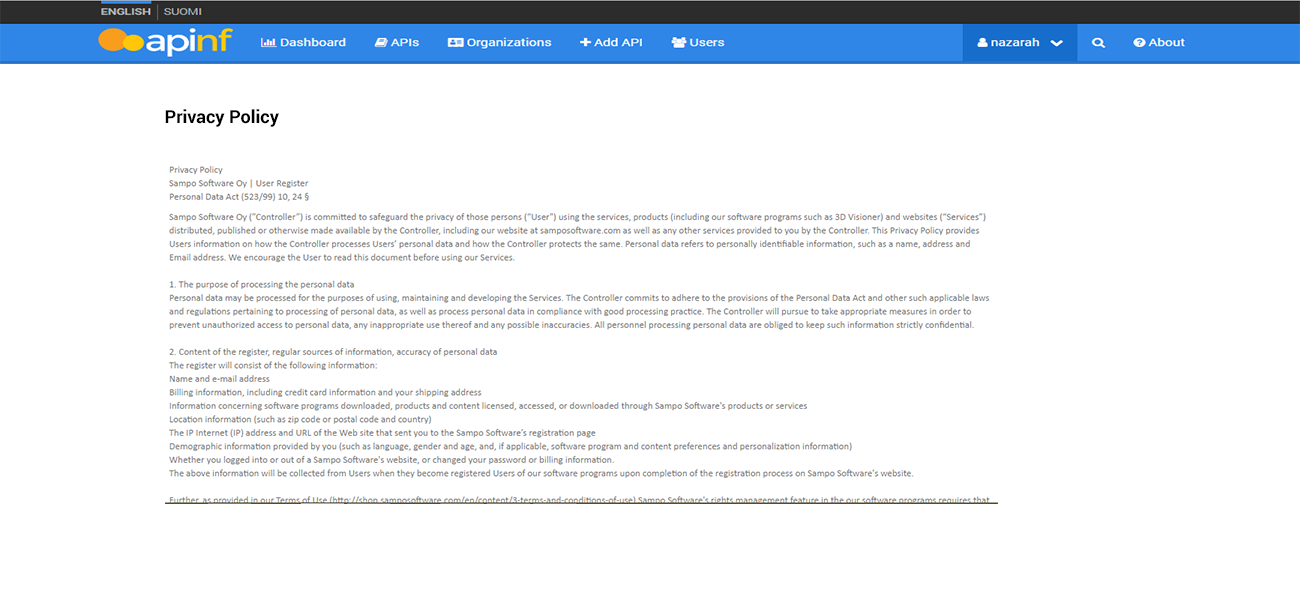 ENGLISH | SUOMI
apinf Dashboard APIs Organizations Add API Users nazarah About
Privacy Policy
Privacy Policy
Sampo Software Oy | User Register
Personal Data Act (523/99) 10, 24 §
Sampo Software Oy ("Controller") is committed to safeguard the privacy of those persons ("User") using the services, products (including our software programs such as 3D Visioner) and websites ("Services")
distributed, published or otherwise made available by the Controller, including our website at samposoftware.com as well as any other services provided to you by the Controller. This Privacy Policy provides
Users information on how the Controller processes Users' personal data and how the Controller protects the same. Personal data refers to personally identifiable information, such as a name, address and
Email address. We encourage the User to read this document before using our Services.
1. The purpose of processing the personal data
Personal data may be processed for the purposes of using, maintaining and developing the Services. The Controller commits to adhere to the provisions of the Personal Data Act and other such applicable laws
and regulations pertaining to processing of personal data, as well as process personal data in compliance with good processing practice. The Controller will pursue to take appropriate measures in order to
prevent unauthorized access to personal data, any inappropriate use thereof and any possible inaccuracies. All personnel processing personal data are obliged to keep such information strictly confidential.
2. Content of the register, regular sources of information, accuracy of personal data
The register will consist of the following information:
Name and e-mail address
Billing information, including credit card information and your shipping address
Information concerning software programs downloaded, products and content licensed, accessed, or downloaded through Sampo Software's products or services
Location information (such as zip code or postal code and country)
The IP Internet (IP) address and URL of the Web site that sent you to the Sampo Software's registration page
Demographic information provided by you (such as language, gender and age, and, if applicable, software program and content preferences and personalization information)
Whether you logged into or out of a Sampo Software's website, or changed your password or billing information.
The above information will be collected from Users when they become registered Users of our software programs upon completion of the registration process on Sampo Software's website.
Further, as provided in our Terms of Use (http://shop.samposoftware.com/en/content/3-terms-and-conditions-of-use) Sampo Software's rights management feature in the our software programs requires that